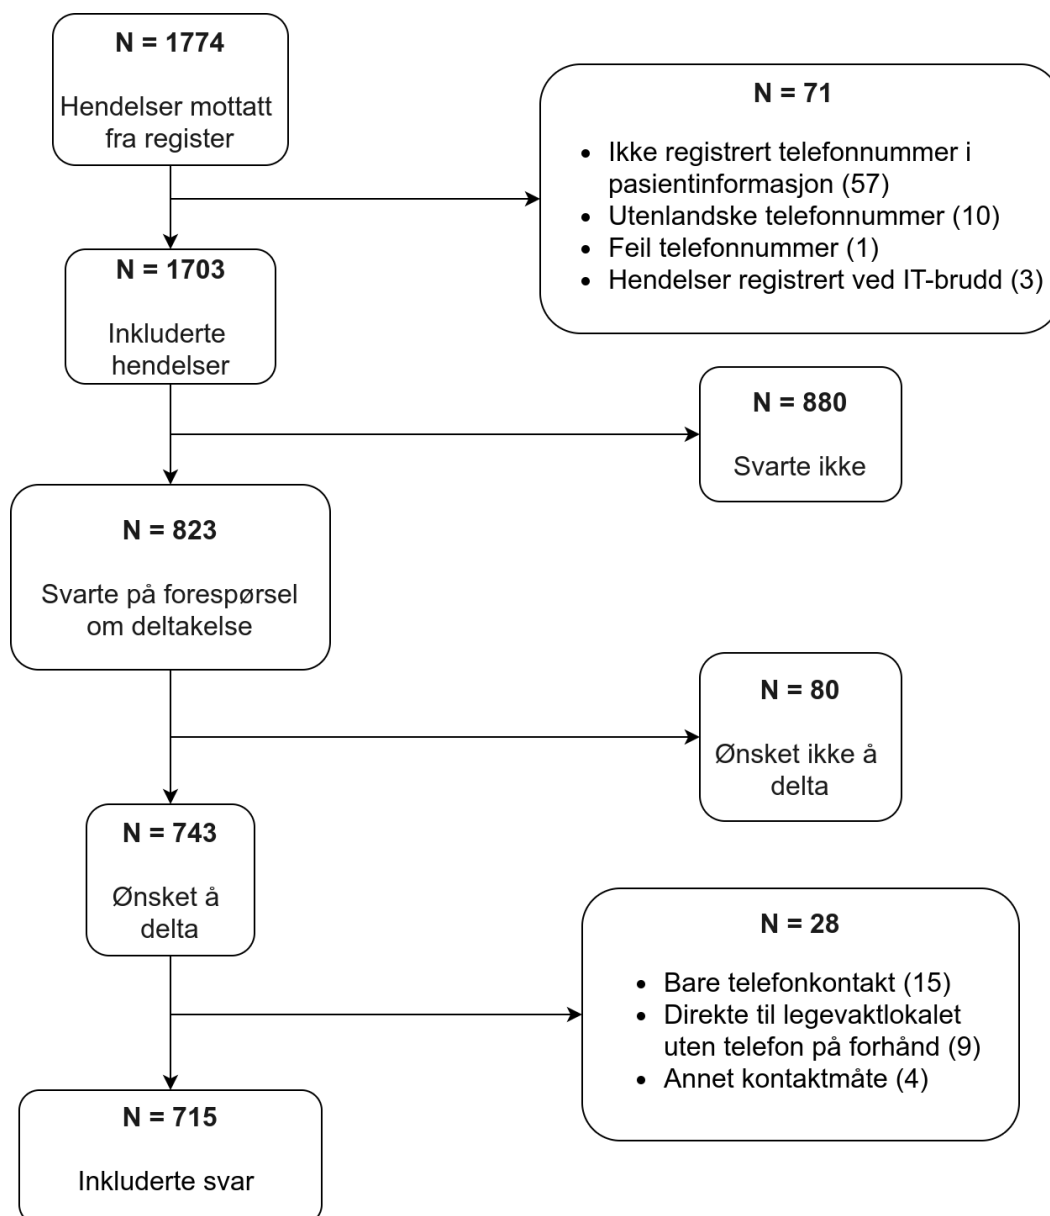 N = 1774
Hendelser mottatt
fra register
N = 71
• Ikke registrert telefonnummer i
pasientinformasjon (57)
• Utenlandske telefonnummer (10)
• Feil telefonnummer (1)
• Hendelser registrert ved IT-brudd (3)
N = 1703
Inkluderte
hendelser
N = 880
Svarte ikke
N = 823
Svarte på forespørsel
om deltakelse
N = 80
Ønsket ikke å
delta
N = 743
Ønsket å
delta
N = 28
• Bare telefonkontakt (15)
• Direkte til legevaktlokalet
uten telefon på forhånd (9)
• Annet kontaktmåte (4)
N = 715
Inkluderte svar